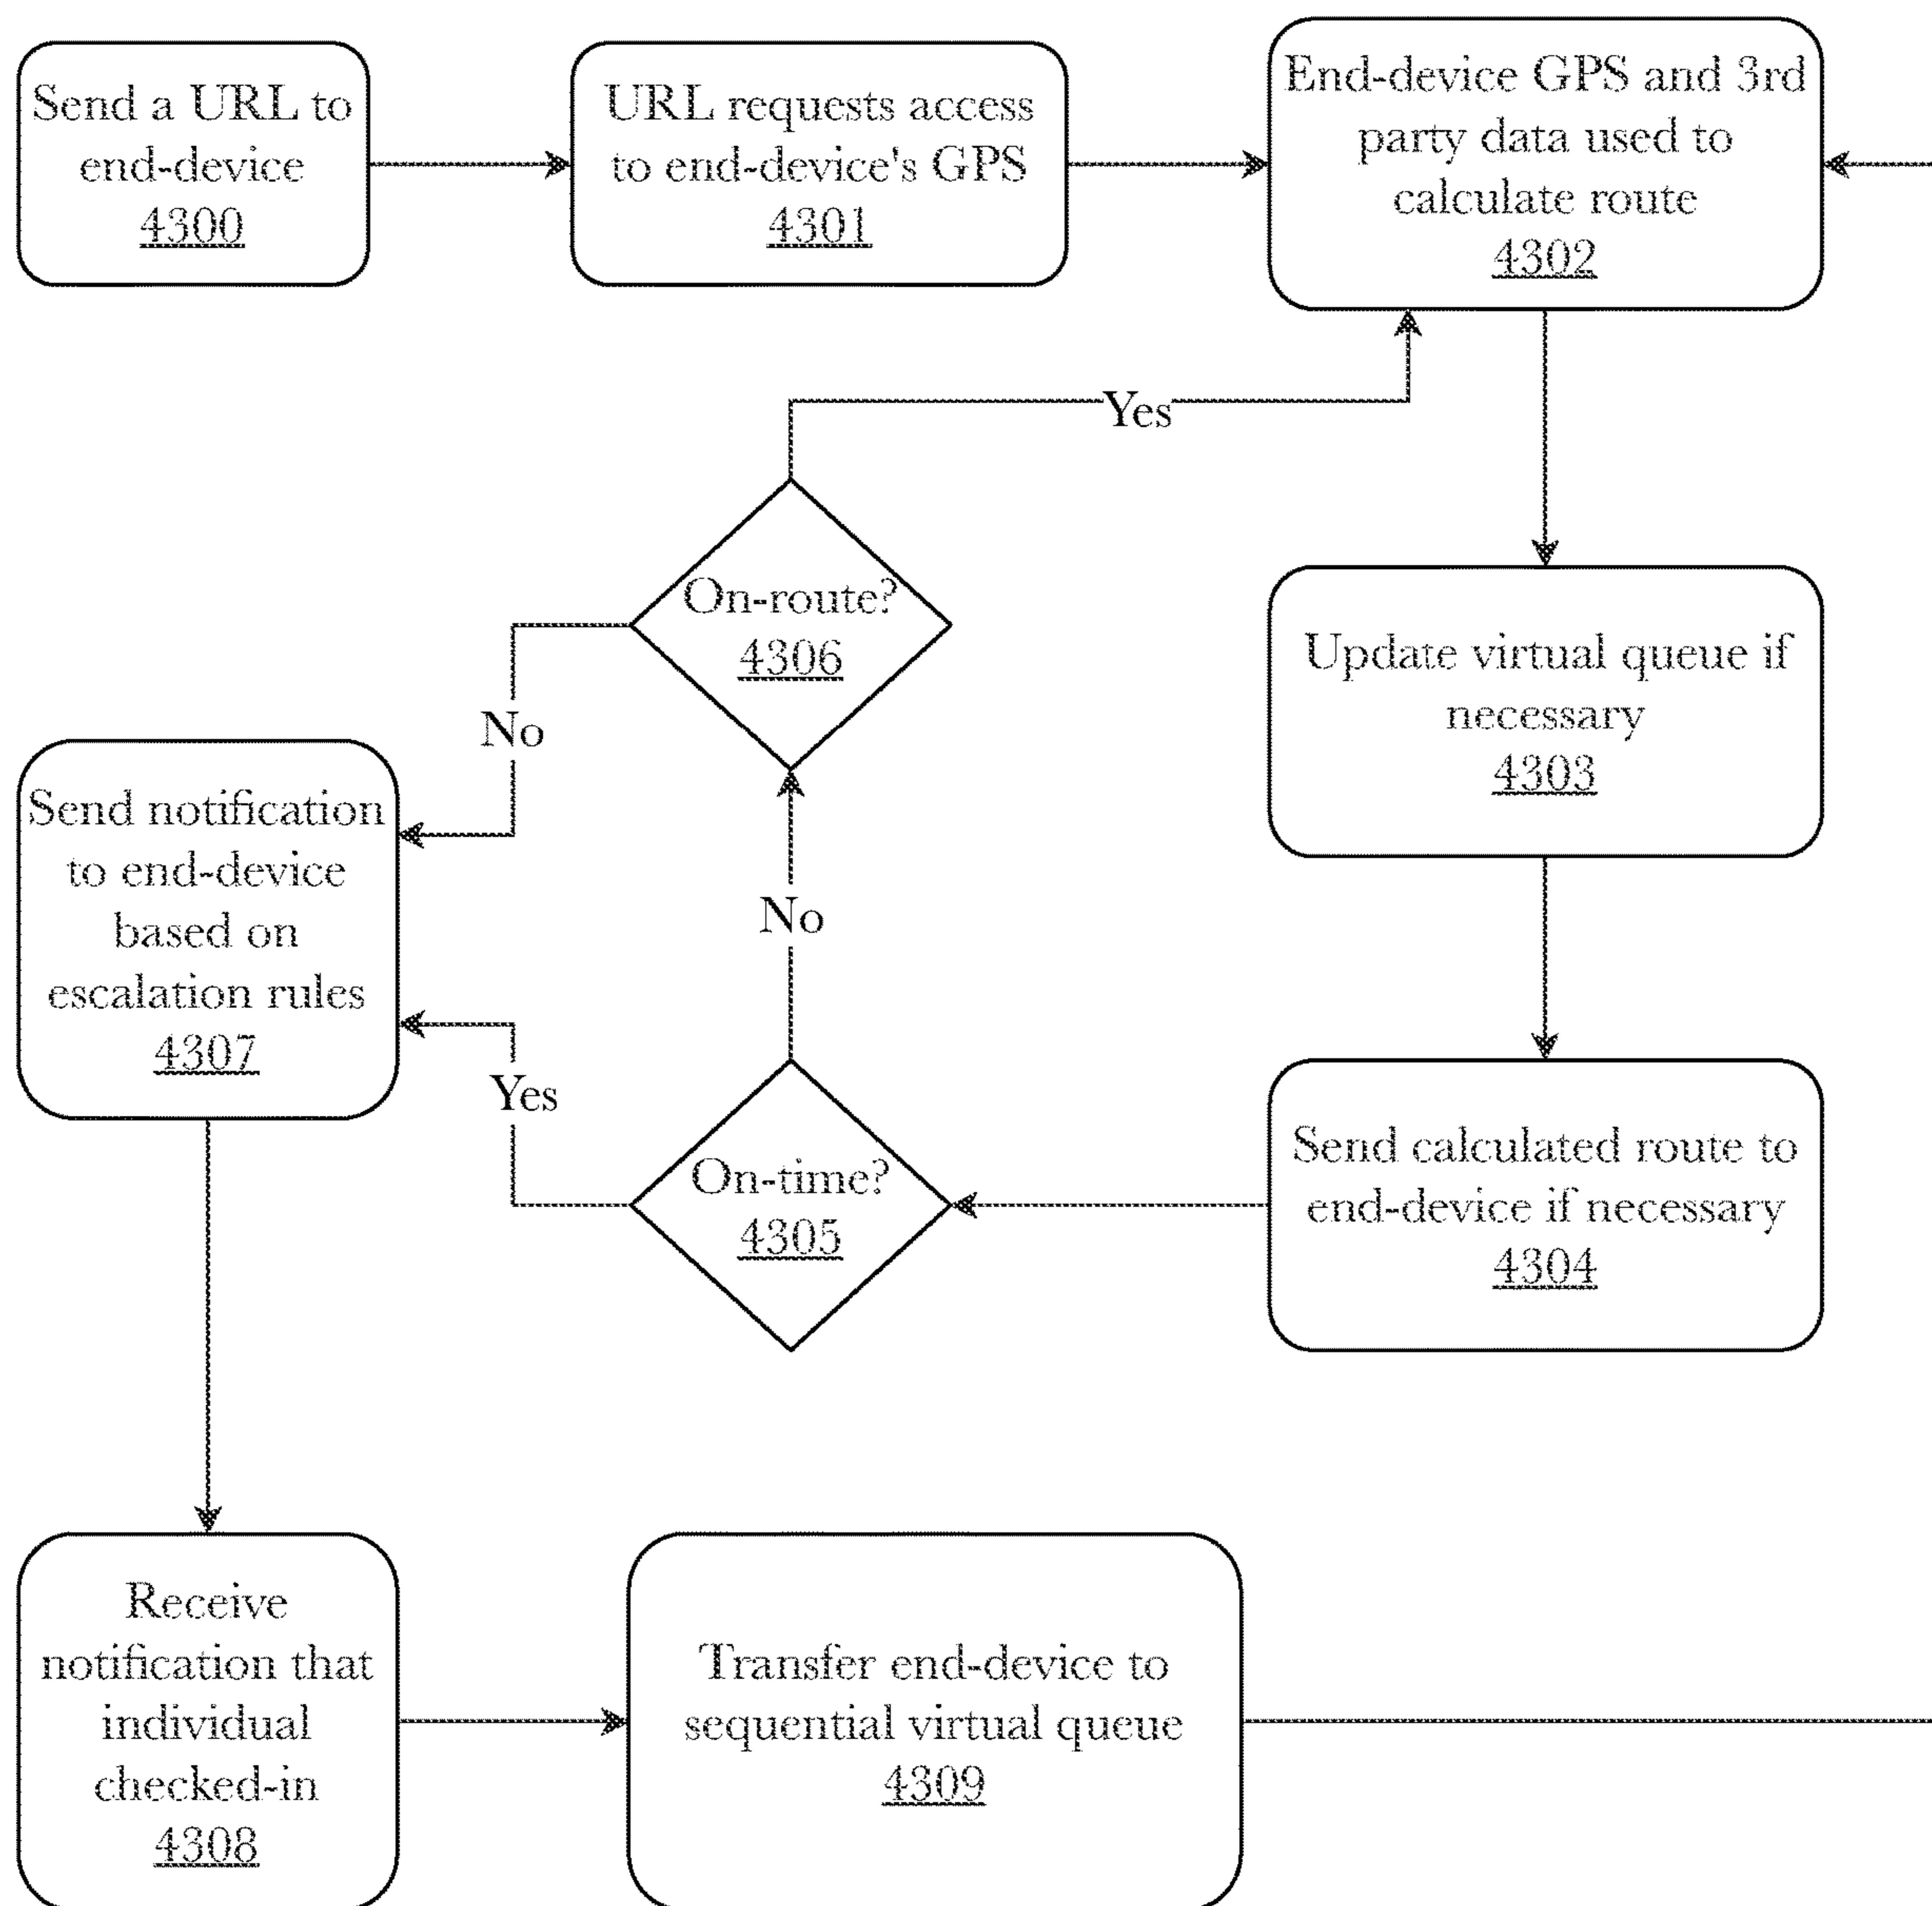 Send a URL to
end-device
4300
URL requests access
to end-device's GPS
4301
End-device GPS and 3rd
party data used to
calculate route
4302
Yes
On-route?
4306
No
Update virtual queue if
necessary
4303
Send notification
to end-device
based on
escalation rules
4307
No
Yes
On-time?
4305
Send calculated route to
end-device if necessary
4304
Receive
notification that
individual
checked-in
4308
Transfer end-device to
sequential virtual queue
4309